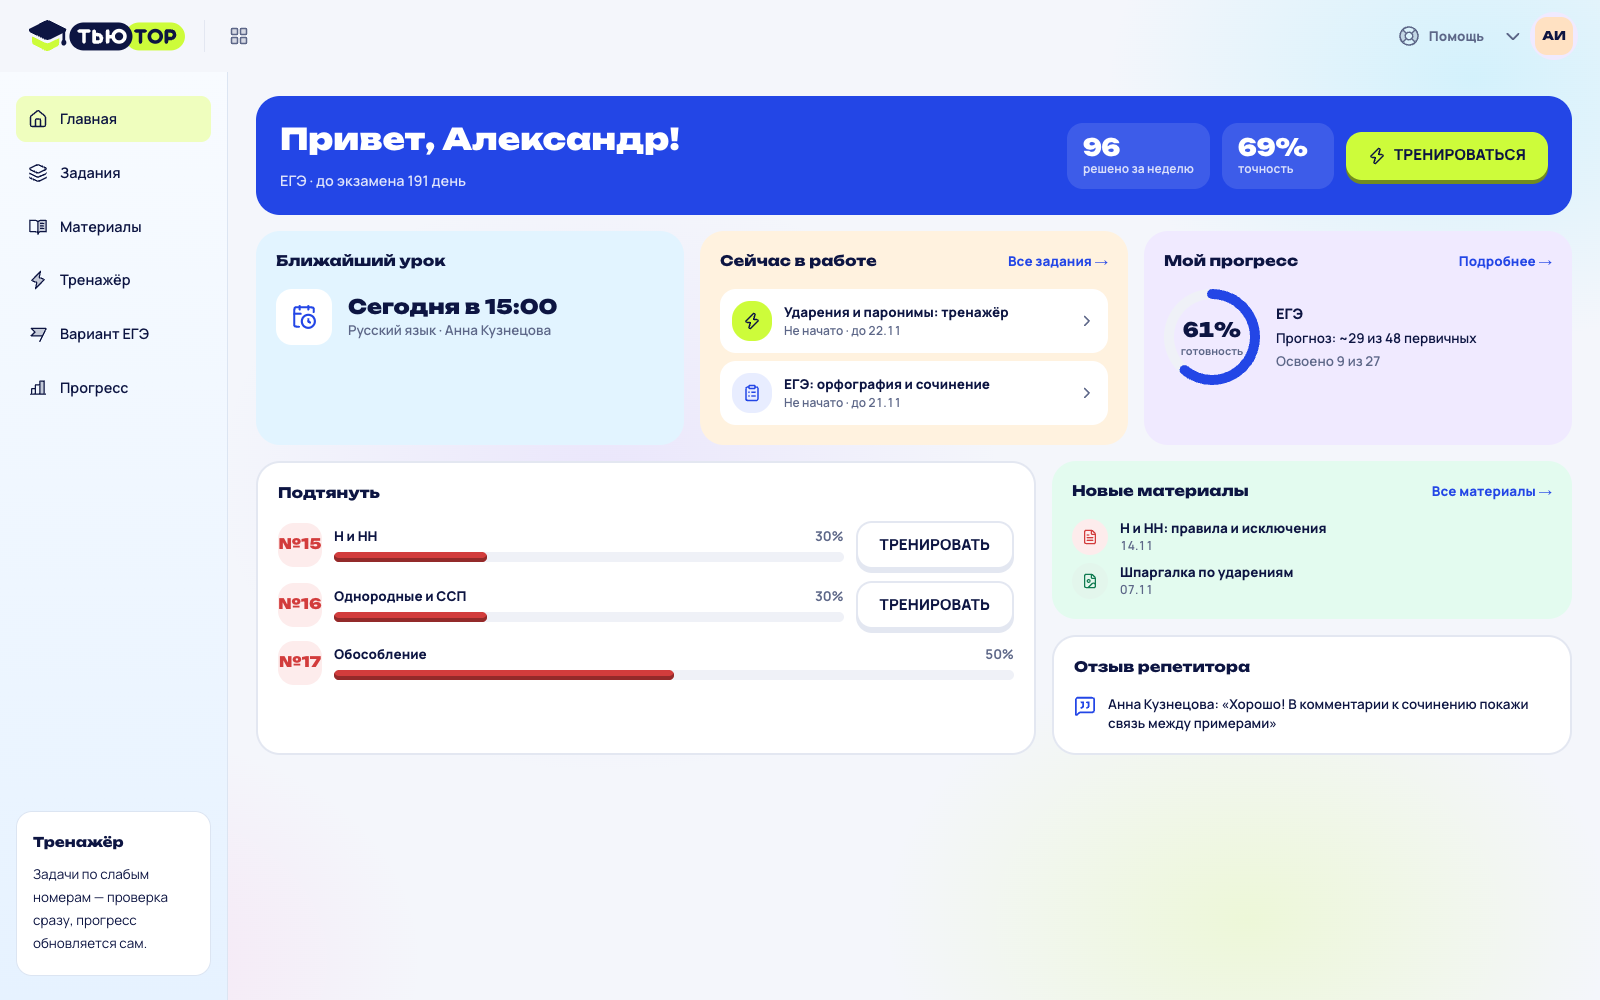 ТЬЮТОР
Помощь
АИ
Главная
Задания
Материалы
Тренажёр
Вариант ЕГЭ
Прогресс
Тренажёр
Задачи по слабым
номерам — проверка
сразу, прогресс
обновляется сам.
Привет, Александр!
ЕГЭ · до экзамена 191 день
96
решено за неделю
69%
точность
ТРЕНИРОВАТЬСЯ
Ближайший урок
Сегодня в 15:00
Русский язык · Анна Кузнецова
Сейчас в работе
Все задания →
Ударения и паронимы: тренажёр
Не начато · до 22.11
ЕГЭ: орфография и сочинение
Не начато · до 21.11
Мой прогресс
Подробнее →
61%
готовность
ЕГЭ
Прогноз: ~29 из 48 первичных
Освоено 9 из 27
Подтянуть
№15
Н и НН
30%
ТРЕНИРОВАТЬ
№16
Однородные и ССП
30%
ТРЕНИРОВАТЬ
№17
Обособление
50%
Новые материалы
Все материалы →
Н и НН: правила и исключения
14.11
Шпаргалка по ударениям
07.11
Отзыв репетитора
Анна Кузнецова: «Хорошо! В комментарии к сочинению покажи
связь между примерами»